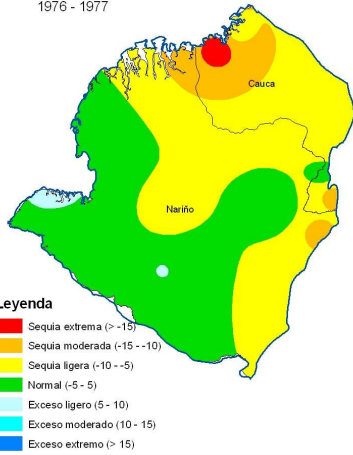 1976 - 1977
Cauca
Nariño
Leyenda
Sequia extrema (> -15)
Sequia moderada (-15 --10)
Sequia ligera (-10 --5)
Normal (-5 - 5)
Exceso ligero (5 - 10)
Exceso moderado (10 - 15)
Exceso extremo (> 15)